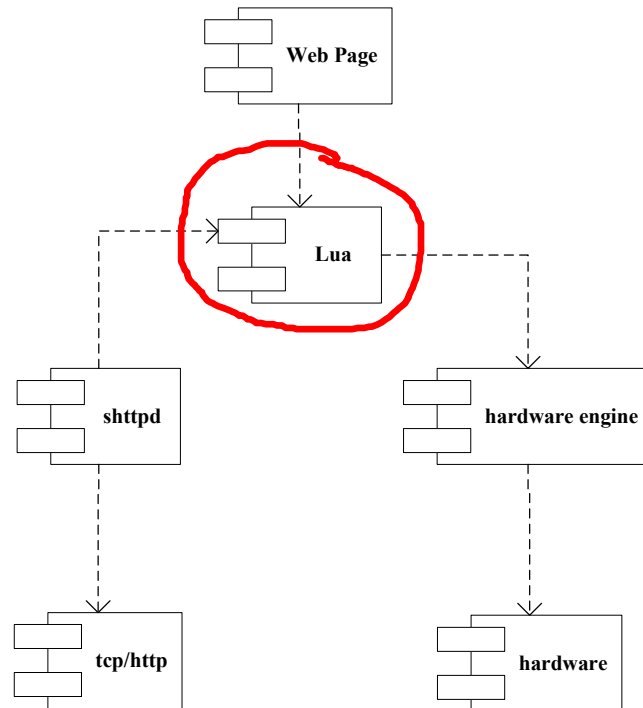 Web Page
Lua
shttpd
hardware engine
tcp/http
hardware